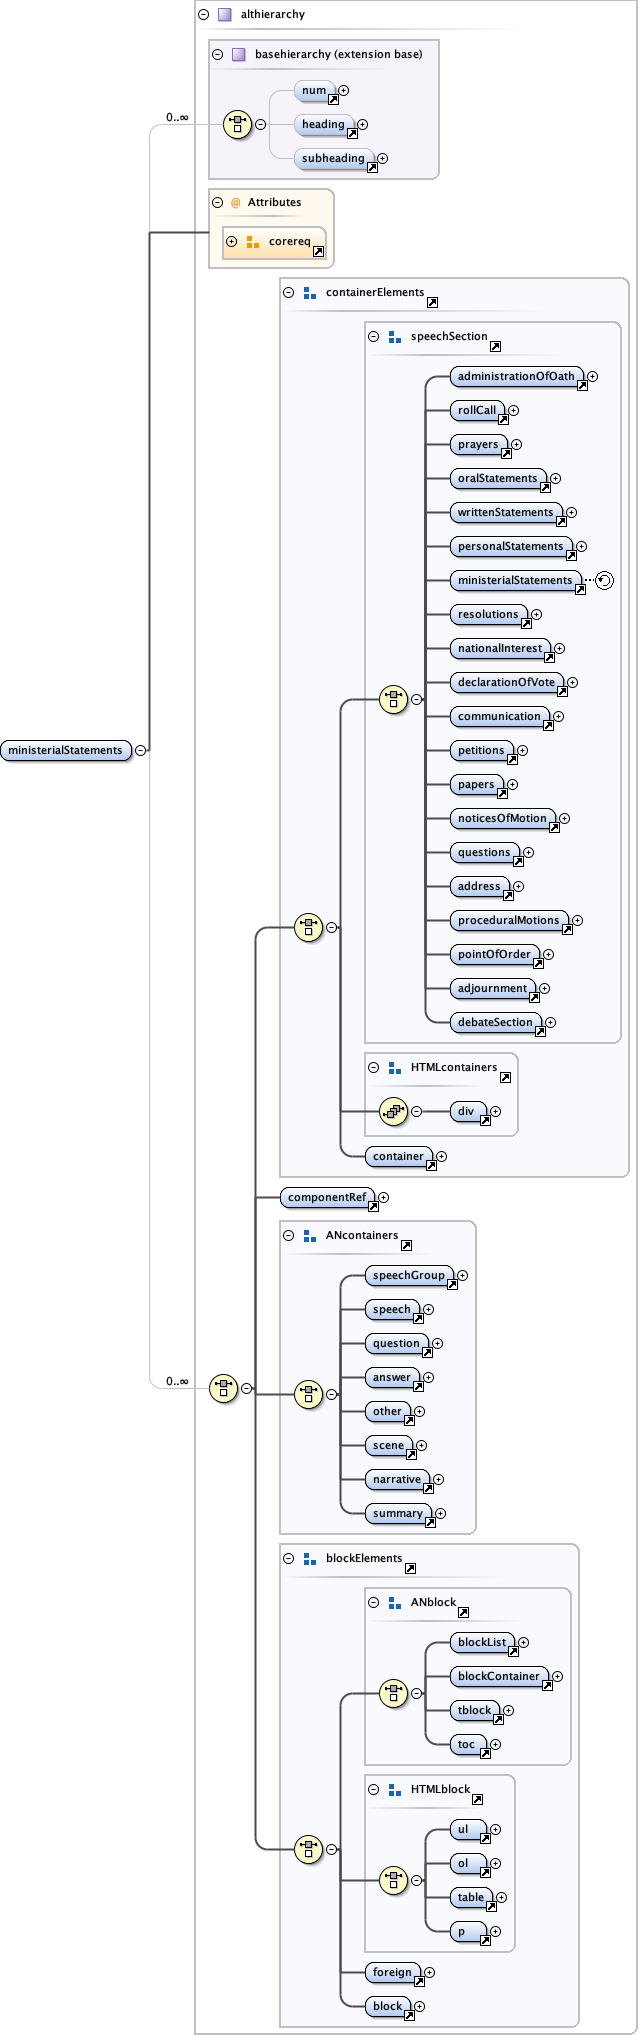 althierarchy
basehierarchy (extension base)
num
0..∞
heading
subheading
@ Attributes
corereq
containerElements
speechSection
administrationOfOath
rollCall
prayers
oralStatements
writtenStatements
personalStatements
ministerialStatements
resolutions
nationalInterest
declarationOfVote
communication
ministerialStatements
petitions
papers
noticesOfMotion
questions
address
proceduralMotions
pointOfOrder
adjournment
debateSection
HTMLcontainers
div
container
componentRef
ANcontainers
speechGroup
speech
question
answer
0..∞
other
scene
narrative
summary
blockElements
ANblock
blockList
blockContainer
tblock
toc
HTMLblock
ul
ol
table
p
foreign
block